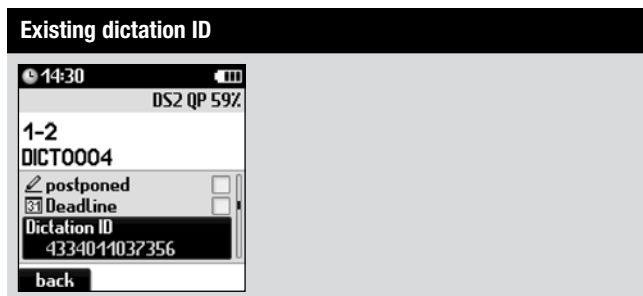 Existing dictation ID
14:30
DS2 QP 59%
1-2
DICT0004
postponed
31 Deadline
Dictation ID
4334011037356
back